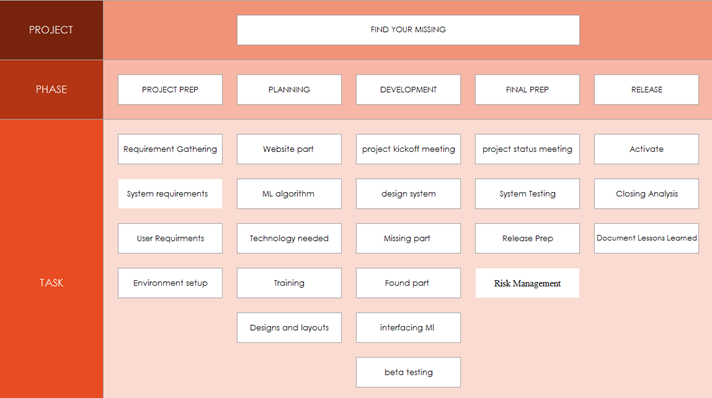 PROJECT
FIND YOUR MISSING
PHASE
PROJECT PREP
PLANNING
DEVELOPMENT
FINAL PREP
RELEASE
TASK
Requirement Gathering
Website part
project kickoff meeting
project status meeting
Activate
System requirements
ML algorithm
design system
System Testing
Closing Analysis
User Requirments
Technology needed
Missing part
Release Prep
Document Lessons Learned
Environment setup
Training
Found part
Risk Management
Designs and layouts
interfacing Ml
beta testing